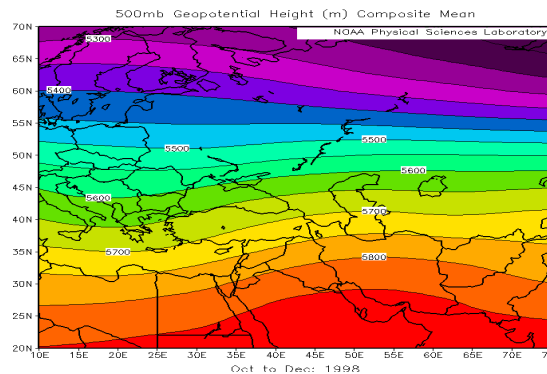 500mb Geopotential Height (m) Composite Mean
NOAA Physical Sciences Laboratory
70N
65N
60N
55N
50N
45N
40N
35N
30N
25N
20N
5300
5400
5500
5500
5600
5600
5700
5700
5800
10E 15E 20E 25E 30E 35E 40E 45E 50E 55E 60E 65E 70E
Oct to Dec: 1998